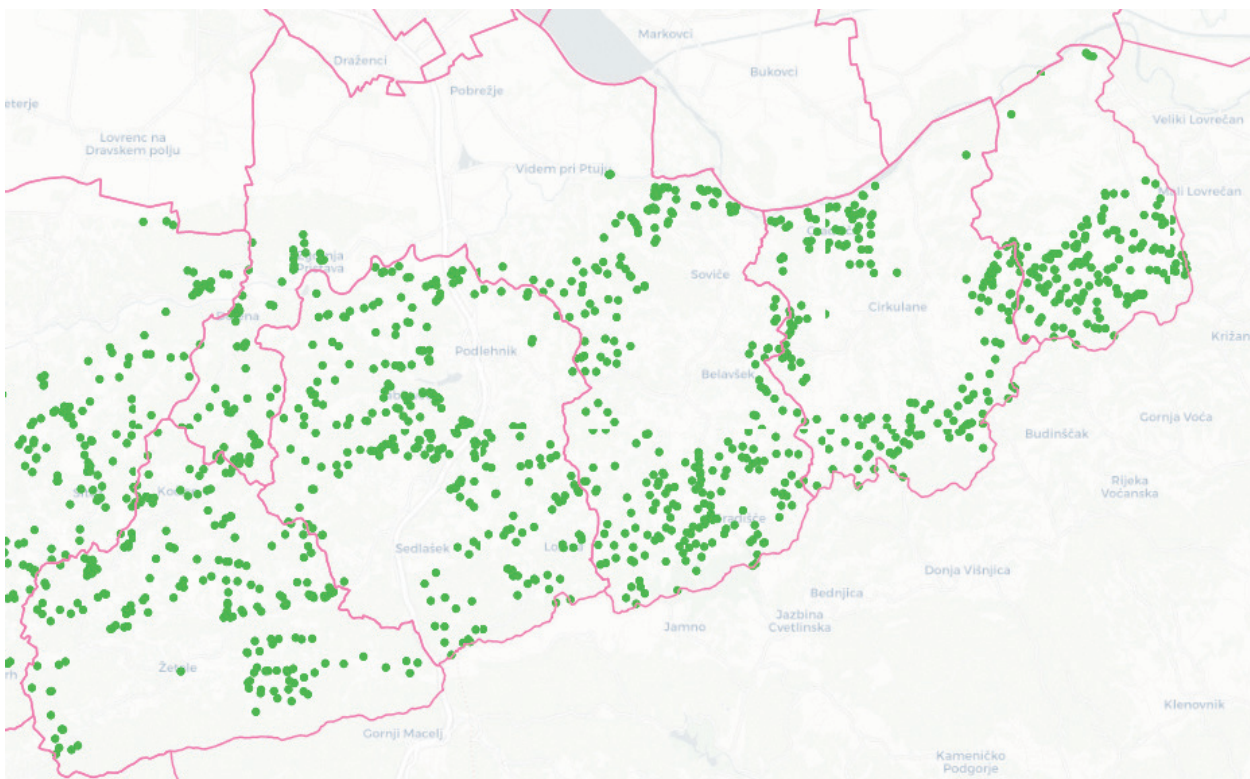 Markovci
Draženci
Bukovci
Pobrežje
Veliki Lovrečan
Lovrenc na
Dravskem polju
Videm pri Ptuju
Mali Lovrečan
Soviče
Cirkulane
Križan
Podlehnik
Belavšek
Gornja Voća
Budinščak
Rijeka
Voćanska
Sedlašek
Donja Višnjica
Bednjica
Jazbina
Cvetlinska
Jamno
Žetale
Klenovnik
Gornji Macelj
Kameničko
Podgorje